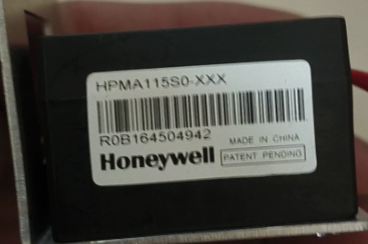 HPMA115S0-XXX
R0B164504942
MADE IN CHINA
Honeywell
PATENT PENDING